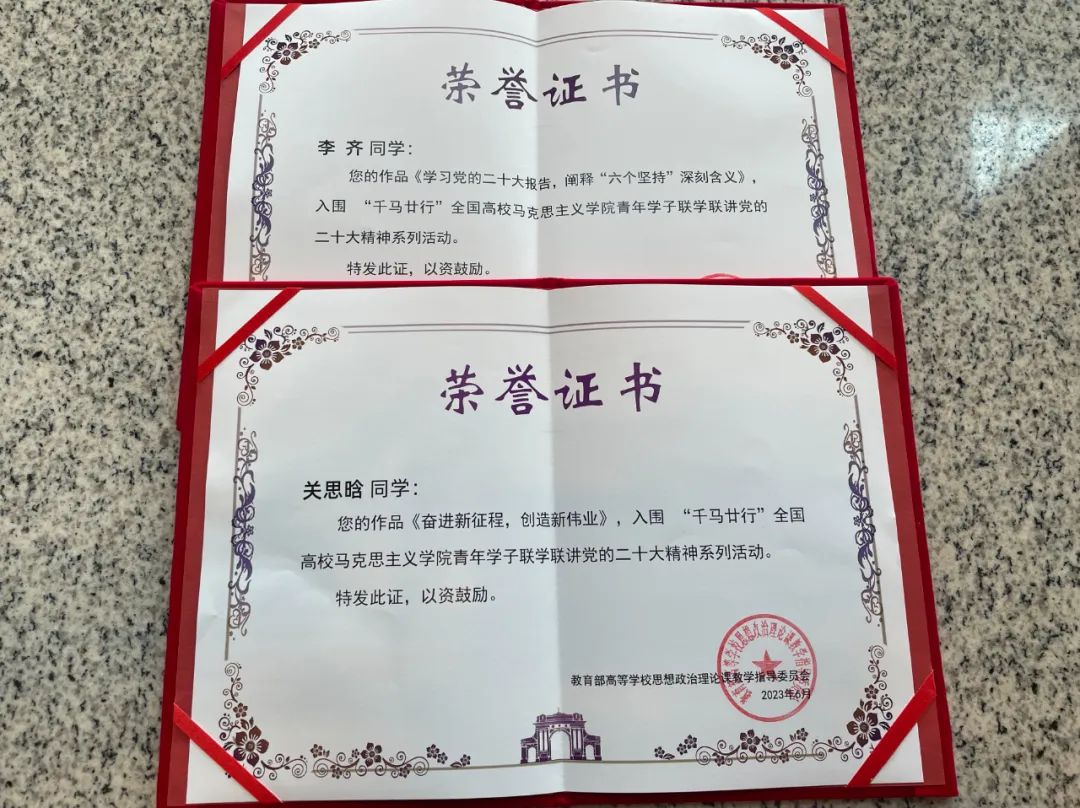 荣誉证书
李 齐 同学：
您的作品《学习党的二十大报告，阐释“六个坚持”深刻含义》，
入围 “千马廿行”全国高校马克思主义学院青年学子联学联讲党的
二十大精神系列活动。
特发此证，以资鼓励。
荣誉证书
关思晗 同学：
您的作品《奋进新征程，创造新伟业》，入围 “千马廿行”全国
高校马克思主义学院青年学子联学联讲党的二十大精神系列活动。
特发此证，以资鼓励。
教育部高等学校思想政治理论课教学指导委员会
2023年6月